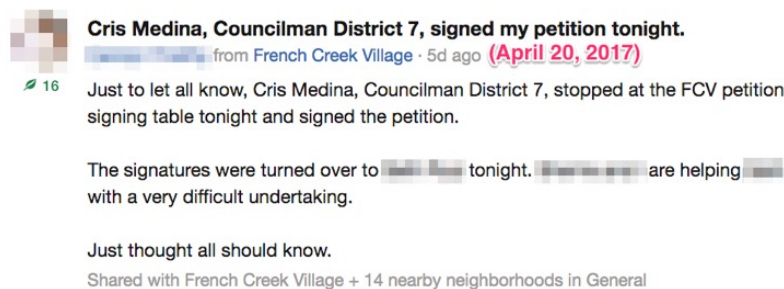 Cris Medina, Councilman District 7, signed my petition tonight.
from French Creek Village · 5d ago (April 20, 2017)
16
Just to let all know, Cris Medina, Councilman District 7, stopped at the FCV petition
signing table tonight and signed the petition.
The signatures were turned over to tonight. are helping
with a very difficult undertaking.
Just thought all should know.
Shared with French Creek Village + 14 nearby neighborhoods in General